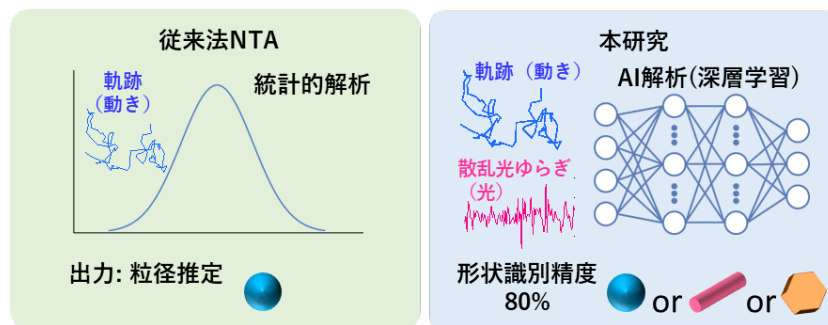 従来法NTA
軌跡
（動き）
統計的解析
出力: 粒径推定
本研究
軌跡（動き）
AI解析(深層学習)
散乱光ゆらぎ
（光）
形状識別精度
80%
or
or